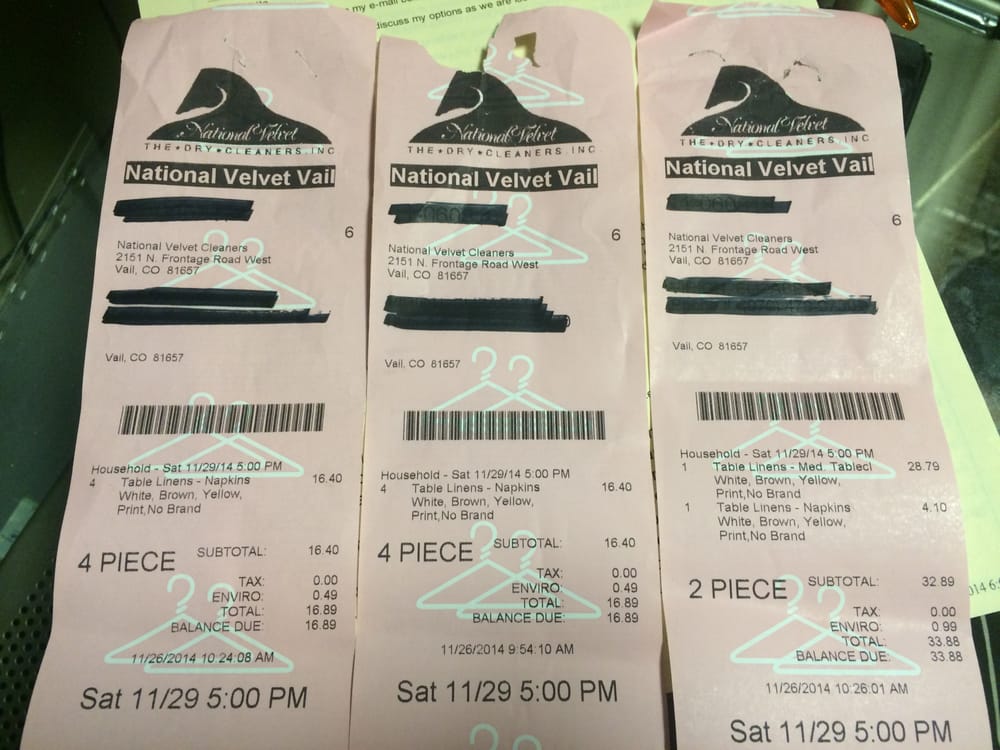 my e-mail
discuss my options as we are
National Velvet
THE★DRY★CLEANERS, INC
National Velvet Vail
6
National Velvet Cleaners
2151 N. Frontage Road West
Vail, CO 81657
Vail, CO 81657
Household - Sat 11/29/14 5:00 PM
4 Table Linens - Napkins 16.40
White, Brown, Yellow,
Print,No Brand
4 PIECE SUBTOTAL: 16.40
TAX: 0.00
ENVIRO: 0.49
TOTAL: 16.89
BALANCE DUE: 16.89
11/26/2014 10:24:08 AM
Sat 11/29 5:00 PM
National Velvet
THE★DRY★CLEANERS, INC
National Velvet Vail
6
National Velvet Cleaners
2151 N. Frontage Road West
Vail, CO 81657
Vail, CO 81657
Household - Sat 11/29/14 5:00 PM
4 Table Linens - Napkins 16.40
White, Brown, Yellow,
Print,No Brand
4 PIECE SUBTOTAL: 16.40
TAX: 0.00
ENVIRO: 0.49
TOTAL: 16.89
BALANCE DUE: 16.89
11/26/2014 9:54:10 AM
Sat 11/29 5:00 PM
National Velvet
THE★DRY★CLEANERS, INC
National Velvet Vail
6
National Velvet Cleaners
2151 N. Frontage Road West
Vail, CO 81657
Vail, CO 81657
Household - Sat 11/29/14 5:00 PM
1 Table Linens - Med. Tablecl 28.79
White, Brown, Yellow,
Print,No Brand
1 Table Linens - Napkins 4.10
White, Brown, Yellow,
Print,No Brand
2 PIECE SUBTOTAL: 32.89
TAX: 0.00
ENVIRO: 0.99
TOTAL: 33.88
BALANCE DUE: 33.88
11/26/2014 10:26:01 AM
Sat 11/29 5:00 PM